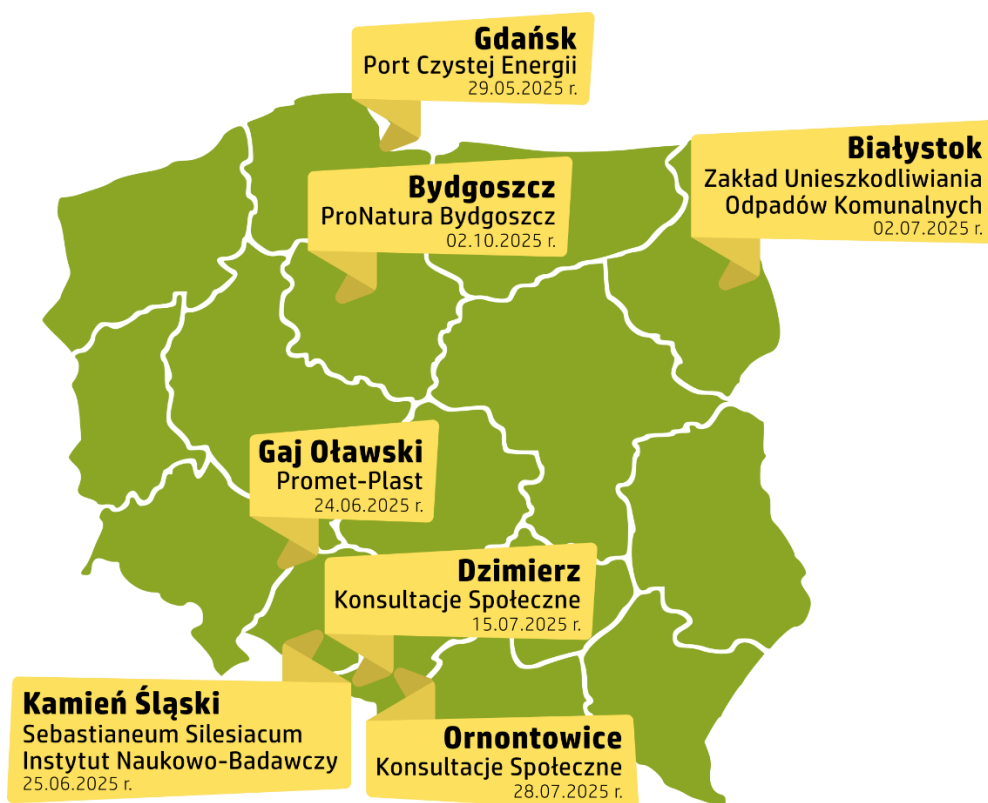 Gdańsk
Port Czystej Energii
29.05.2025 r.
Białystok
Zakład Unieszkodliwiania
Odpadów Komunalnych
02.07.2025 r.
Bydgoszcz
ProNatura Bydgoszcz
02.10.2025 r.
Gaj Oławski
Promet-Plast
24.06.2025 r.
Dzimierz
Konsultacje Społeczne
15.07.2025 r.
Kamień Śląski
Sebastianeum Silesiacum
Instytut Naukowo-Badawczy
25.06.2025 r.
Ornontowice
Konsultacje Społeczne
28.07.2025 r.